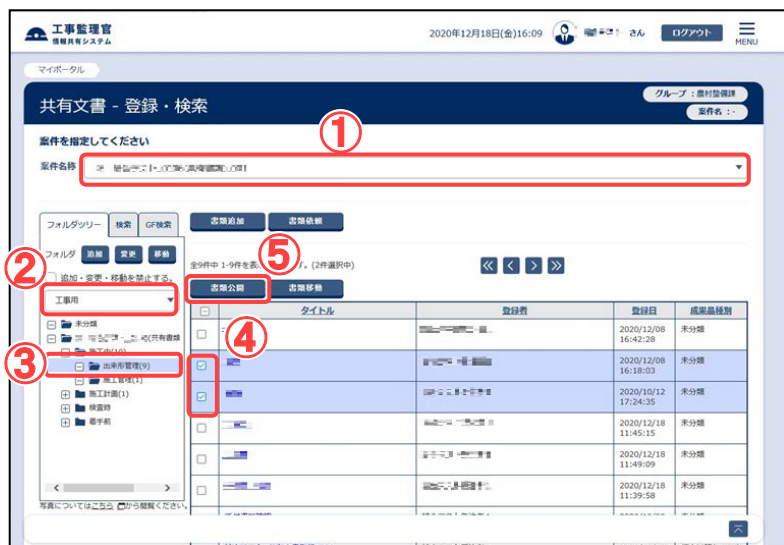 工事監理官
情報共有システム
2020年12月18日(金)16:09
さん
ログアウト
MENU
マイポータル
共有文書 - 登録・検索
グループ : 農村整備課
案件名 : -
①
案件を指定してください
案件名称
フォルダツリー
検索
GF検索
書類追加
書類依頼
フォルダ
追加
変更
移動
②
⑤
追加・変更・移動を禁止する。
全9件中 1-9件を表
す。(2件選択中)
書類公開
書類移動
工事用
タイトル
登録者
登録日
成果品種別
未分類
(共有書類
③
出来形管理(9)
施工管理(1)
施工計画(1)
検査時
着手前
④
2020/12/08
16:42:28
未分類
2020/12/08
16:18:03
未分類
2020/10/12
17:24:35
未分類
2020/12/18
11:45:15
未分類
2020/12/18
11:49:09
未分類
2020/12/18
11:39:58
未分類
写真についてはこちら から閲覧ください。